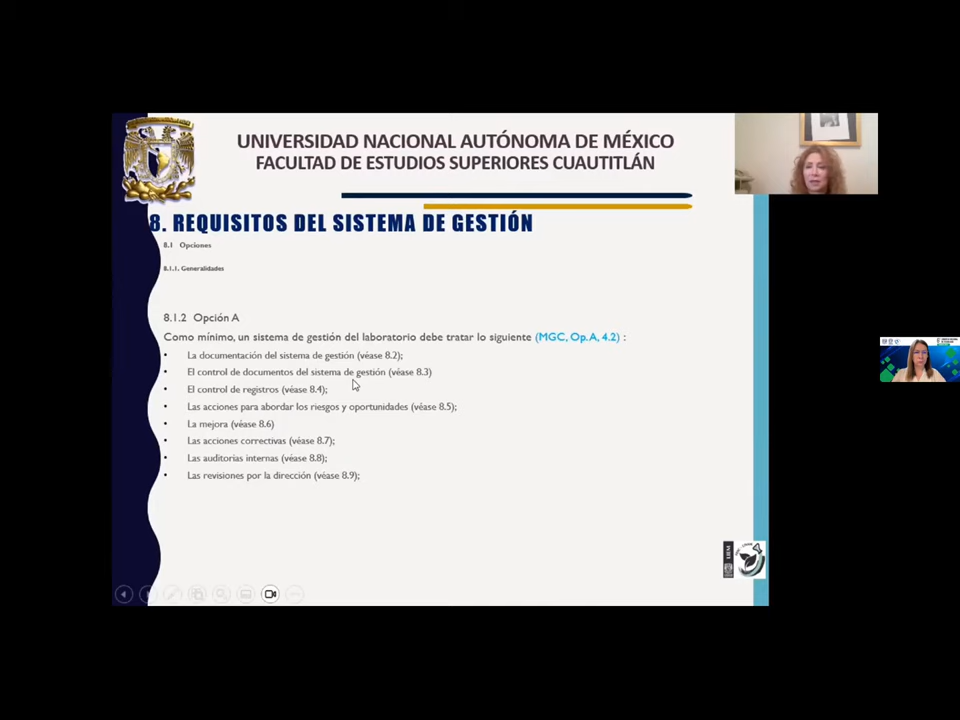 UNIVERSIDAD NACIONAL AUTÓNOMA DE MÉXICO
FACULTAD DE ESTUDIOS SUPERIORES CUAUTITLÁN
8. REQUISITOS DEL SISTEMA DE GESTIÓN
8.1 Opciones
8.1.1. Generalidades
8.1.2 Opción A
Como mínimo, un sistema de gestión del laboratorio debe tratar lo siguiente (MGC, Op. A, 4.2) :
• La documentación del sistema de gestión (véase 8.2);
• El control de documentos del sistema de gestión (véase 8.3)
• El control de registros (véase 8.4);
• Las acciones para abordar los riesgos y oportunidades (véase 8.5);
• La mejora (véase 8.6)
• Las acciones correctivas (véase 8.7);
• Las auditorias internas (véase 8.8);
• Las revisiones por la dirección (véase 8.9);